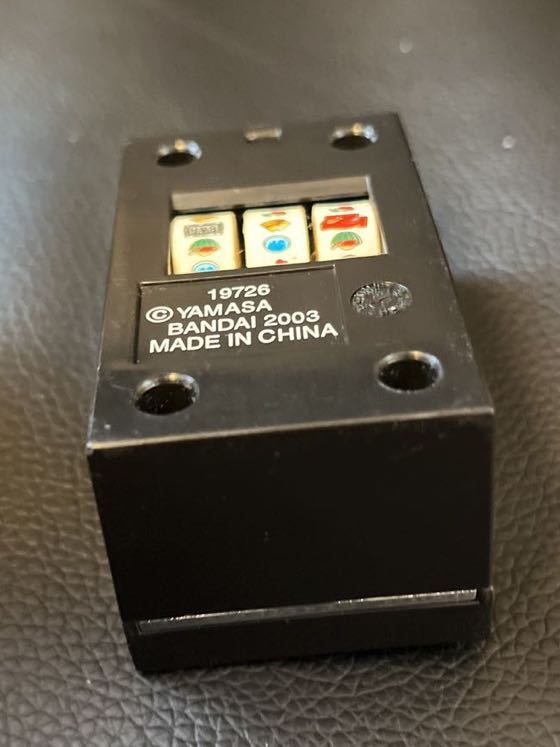 19726
© YAMASA
BANDAI 2003
MADE IN CHINA